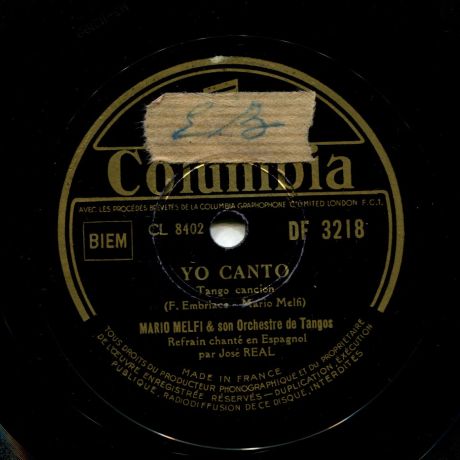 EB
Columbia
AVEC LES PROCÉDÉS BREVETÉS DE LA COLUMBIA GRAPHOPHONE Cº LIMITED LONDON F.C.1.
BIEM
CL 8402
DF 3218
YO CANTO
Tango canción
(F. Embriaco - Mario Melfi)
MARIO MELFI & son Orchestre de Tangos
Refrain chanté en Espagnol
par José REAL
MADE IN FRANCE
TOUS DROITS DU PRODUCTEUR PHONOGRAPHIQUE ET DU PROPRIÉTAIRE
DE L'ŒUVRE ENREGISTRÉE RÉSERVÉS - DUPLICATION EXÉCUTION
PUBLIQUE, RADIODIFFUSION DE CE DISQUE, INTERDITES